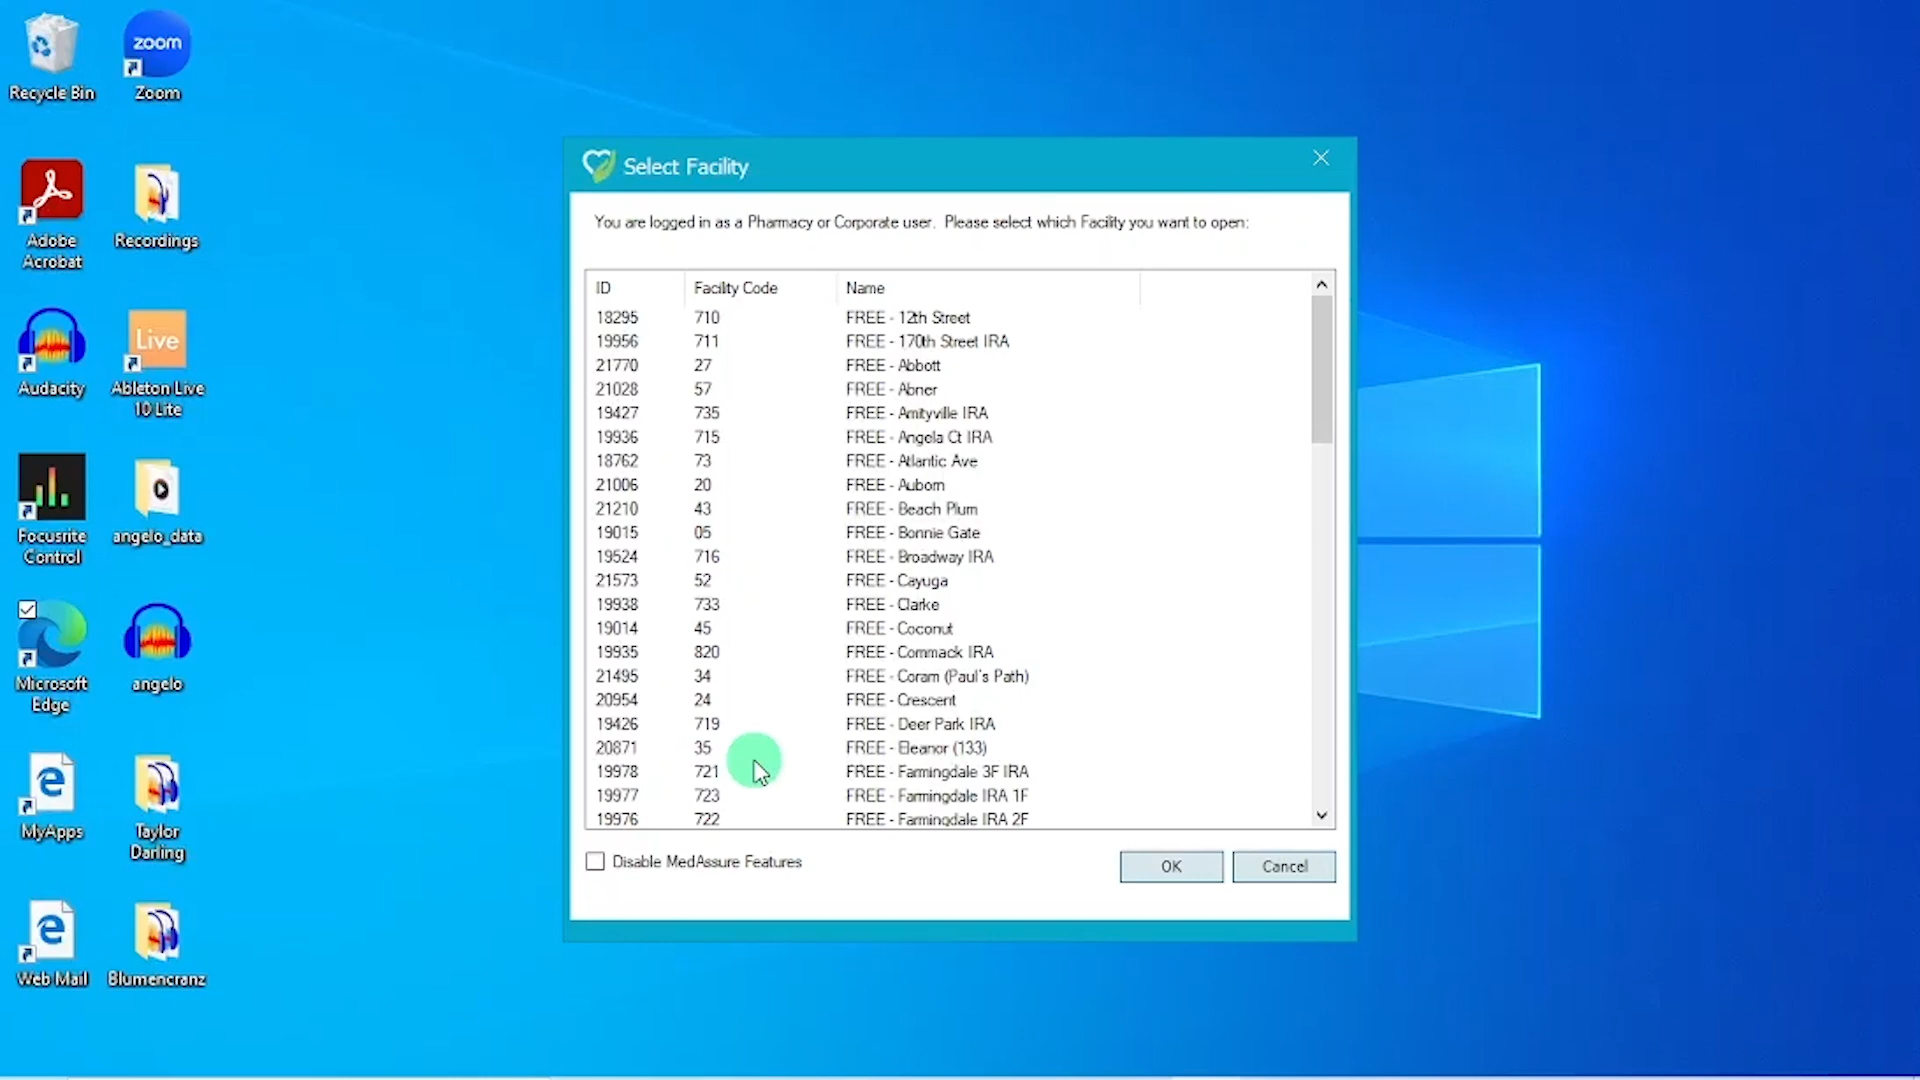 Recycle Bin
zoom
Zoom
Adobe
Acrobat
Recordings
Audacity
Live
Ableton Live
10 Lite
Focusrite
Control
angelo_data
Microsoft
Edge
angelo
MyApps
Taylor
Darling
Web Mail
Blumencranz
Select Facility
You are logged in as a Pharmacy or Corporate user. Please select which Facility you want to open:
ID Facility Code Name
18295 710 FREE - 12th Street
19956 711 FREE - 170th Street IRA
21770 27 FREE - Abbott
21028 57 FREE - Abner
19427 735 FREE - Amityville IRA
19936 715 FREE - Angela Ct IRA
18762 73 FREE - Atlantic Ave
21006 20 FREE - Auborn
21210 43 FREE - Beach Plum
19015 05 FREE - Bonnie Gate
19524 716 FREE - Broadway IRA
21573 52 FREE - Cayuga
19938 733 FREE - Clarke
19014 45 FREE - Coconut
19935 820 FREE - Commack IRA
21495 34 FREE - Coram (Paul's Path)
20954 24 FREE - Crescent
19426 719 FREE - Deer Park IRA
20871 35 FREE - Eleanor (133)
19978 721 FREE - Farmingdale 3F IRA
19977 723 FREE - Farmingdale IRA 1F
19976 722 FREE - Farmingdale IRA 2F
Disable MedAssure Features
OK
Cancel